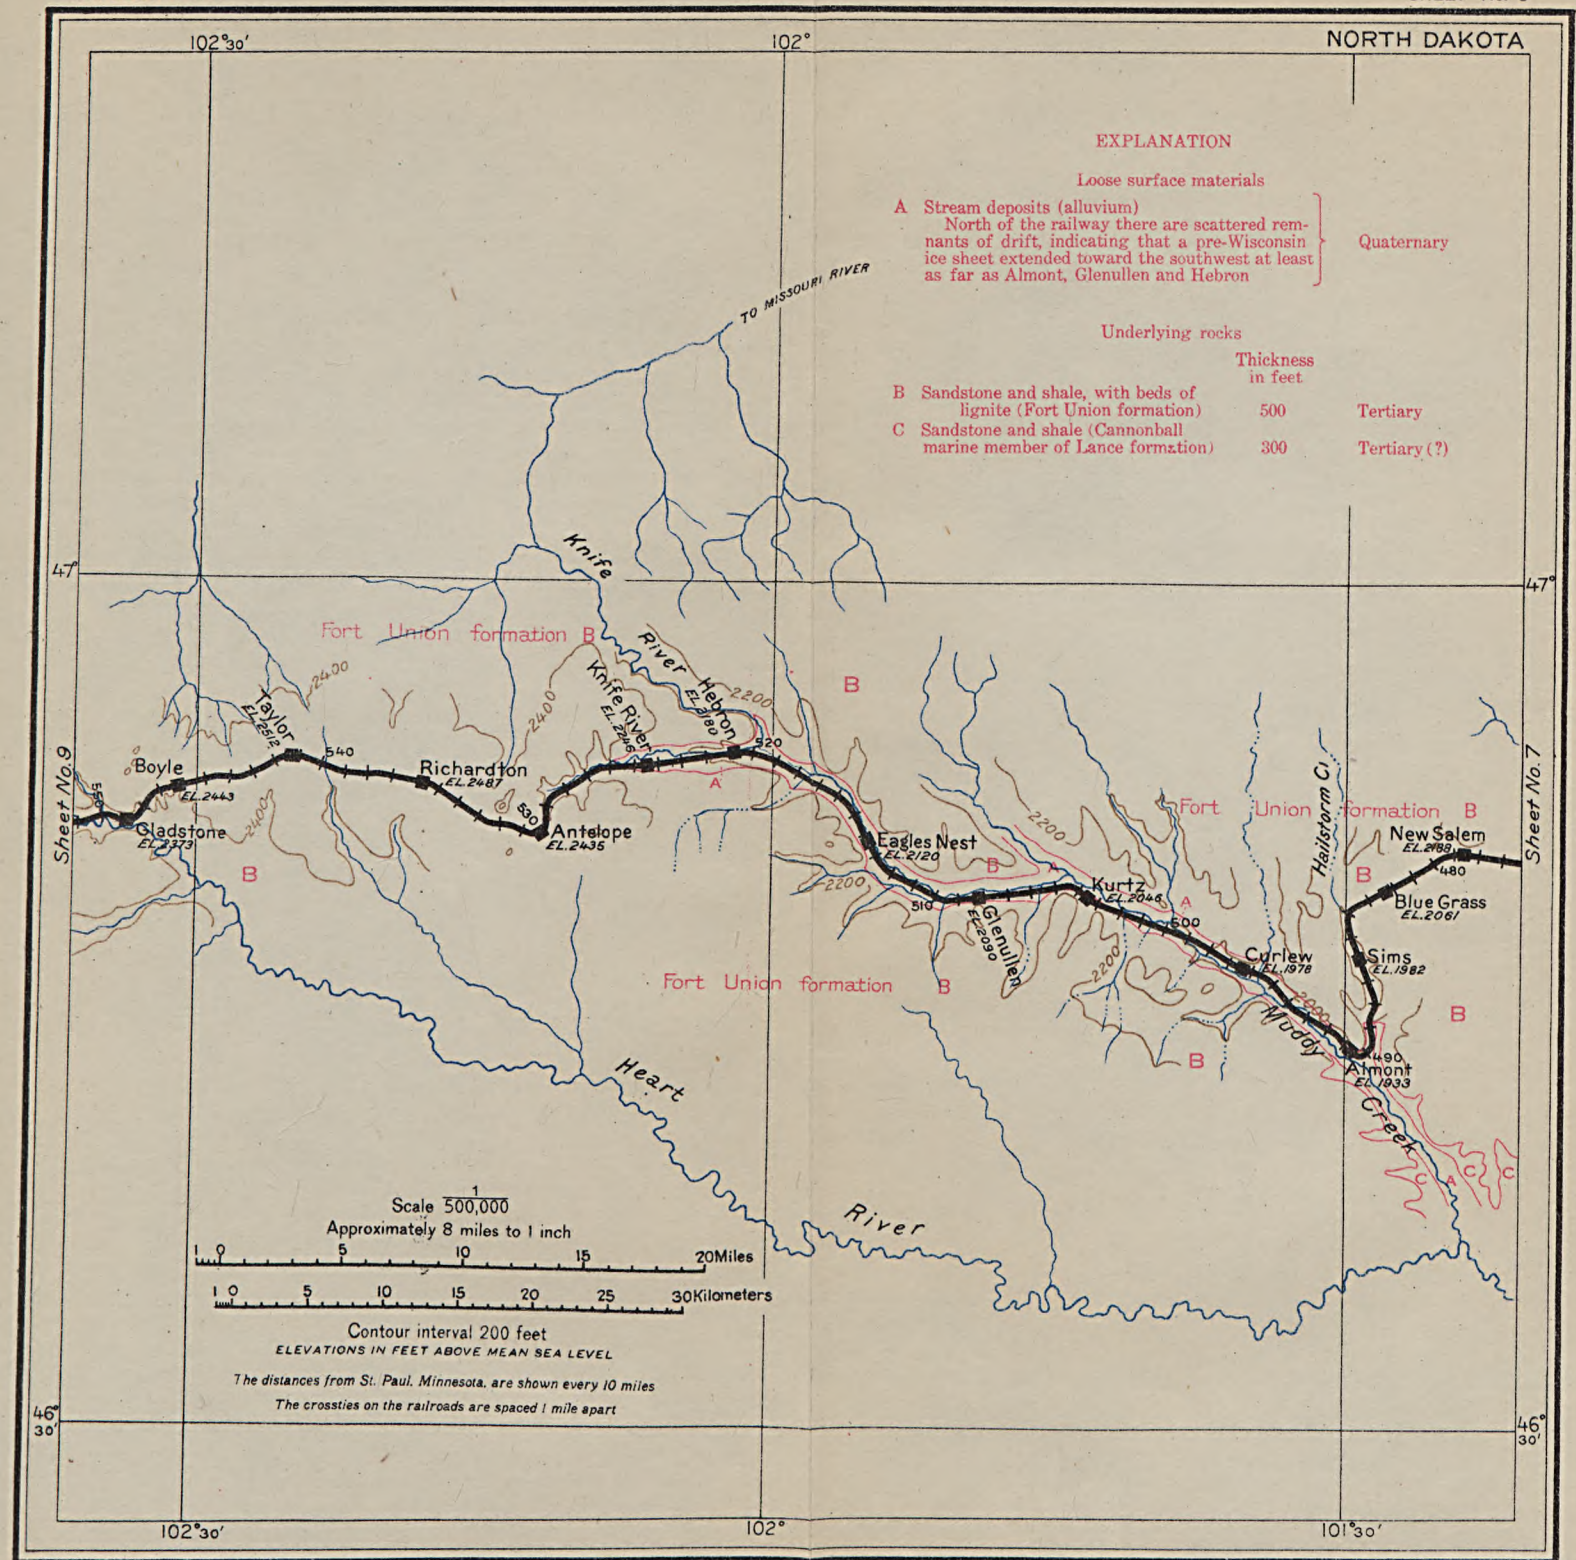 102°30′
102°
NORTH DAKOTA
EXPLANATION
Loose surface materials
A Stream deposits (alluvium)
North of the railway there are scattered rem-
nants of drift, indicating that a pre-Wisconsin
ice sheet extended toward the southwest at least
as far as Almont, Glenullen and Hebron
Quaternary
Underlying rocks
Thickness
in feet
B Sandstone and shale, with beds of
lignite (Fort Union formation) 500 Tertiary
C Sandstone and shale (Cannonball
marine member of Lance formation) 300 Tertiary (?)
TO MISSOURI RIVER
47°
47°
Knife
River
Fort Union formation B
2400
2400
2200
B
Taylor
EL.2512
540
Knife River
EL.2246
Hebron
EL.2180
520
A
Sheet No.9
550
Boyle
EL.2443
Gladstone
EL.2373
2400
B
Richardton
EL.2487
530
Antelope
EL.2435
Eagles Nest
EL.2120
2200
2200
B
A
510
Glenullen
EL.2090
Kurtz
EL.2046
A
500
2200
Fort Union formation B
Hailstorm Cr
Sheet No.7
New Salem
EL.2188
480
B
Blue Grass
EL.2061
Sims
EL.1982
Curlew
EL.1978
2000
B
Fort Union formation B
B
Muddy
Creek
490
Almont
EL.1933
C
A
C
C
Heart
River
Scale 1
500,000
Approximately 8 miles to 1 inch
1 0 5 10 15 20 Miles
1 0 5 10 15 20 25 30 Kilometers
Contour interval 200 feet
ELEVATIONS IN FEET ABOVE MEAN SEA LEVEL
The distances from St. Paul, Minnesota, are shown every 10 miles
The crossties on the railroads are spaced 1 mile apart
46°
30′
46°
30′
102°30′
102°
101°30′